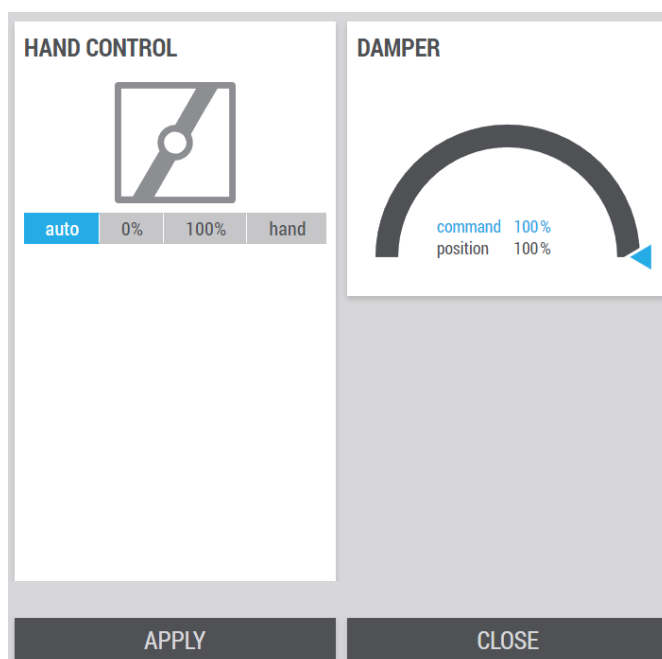 HAND CONTROL
auto 0% 100% hand
DAMPER
command 100%
position 100%
APPLY
CLOSE